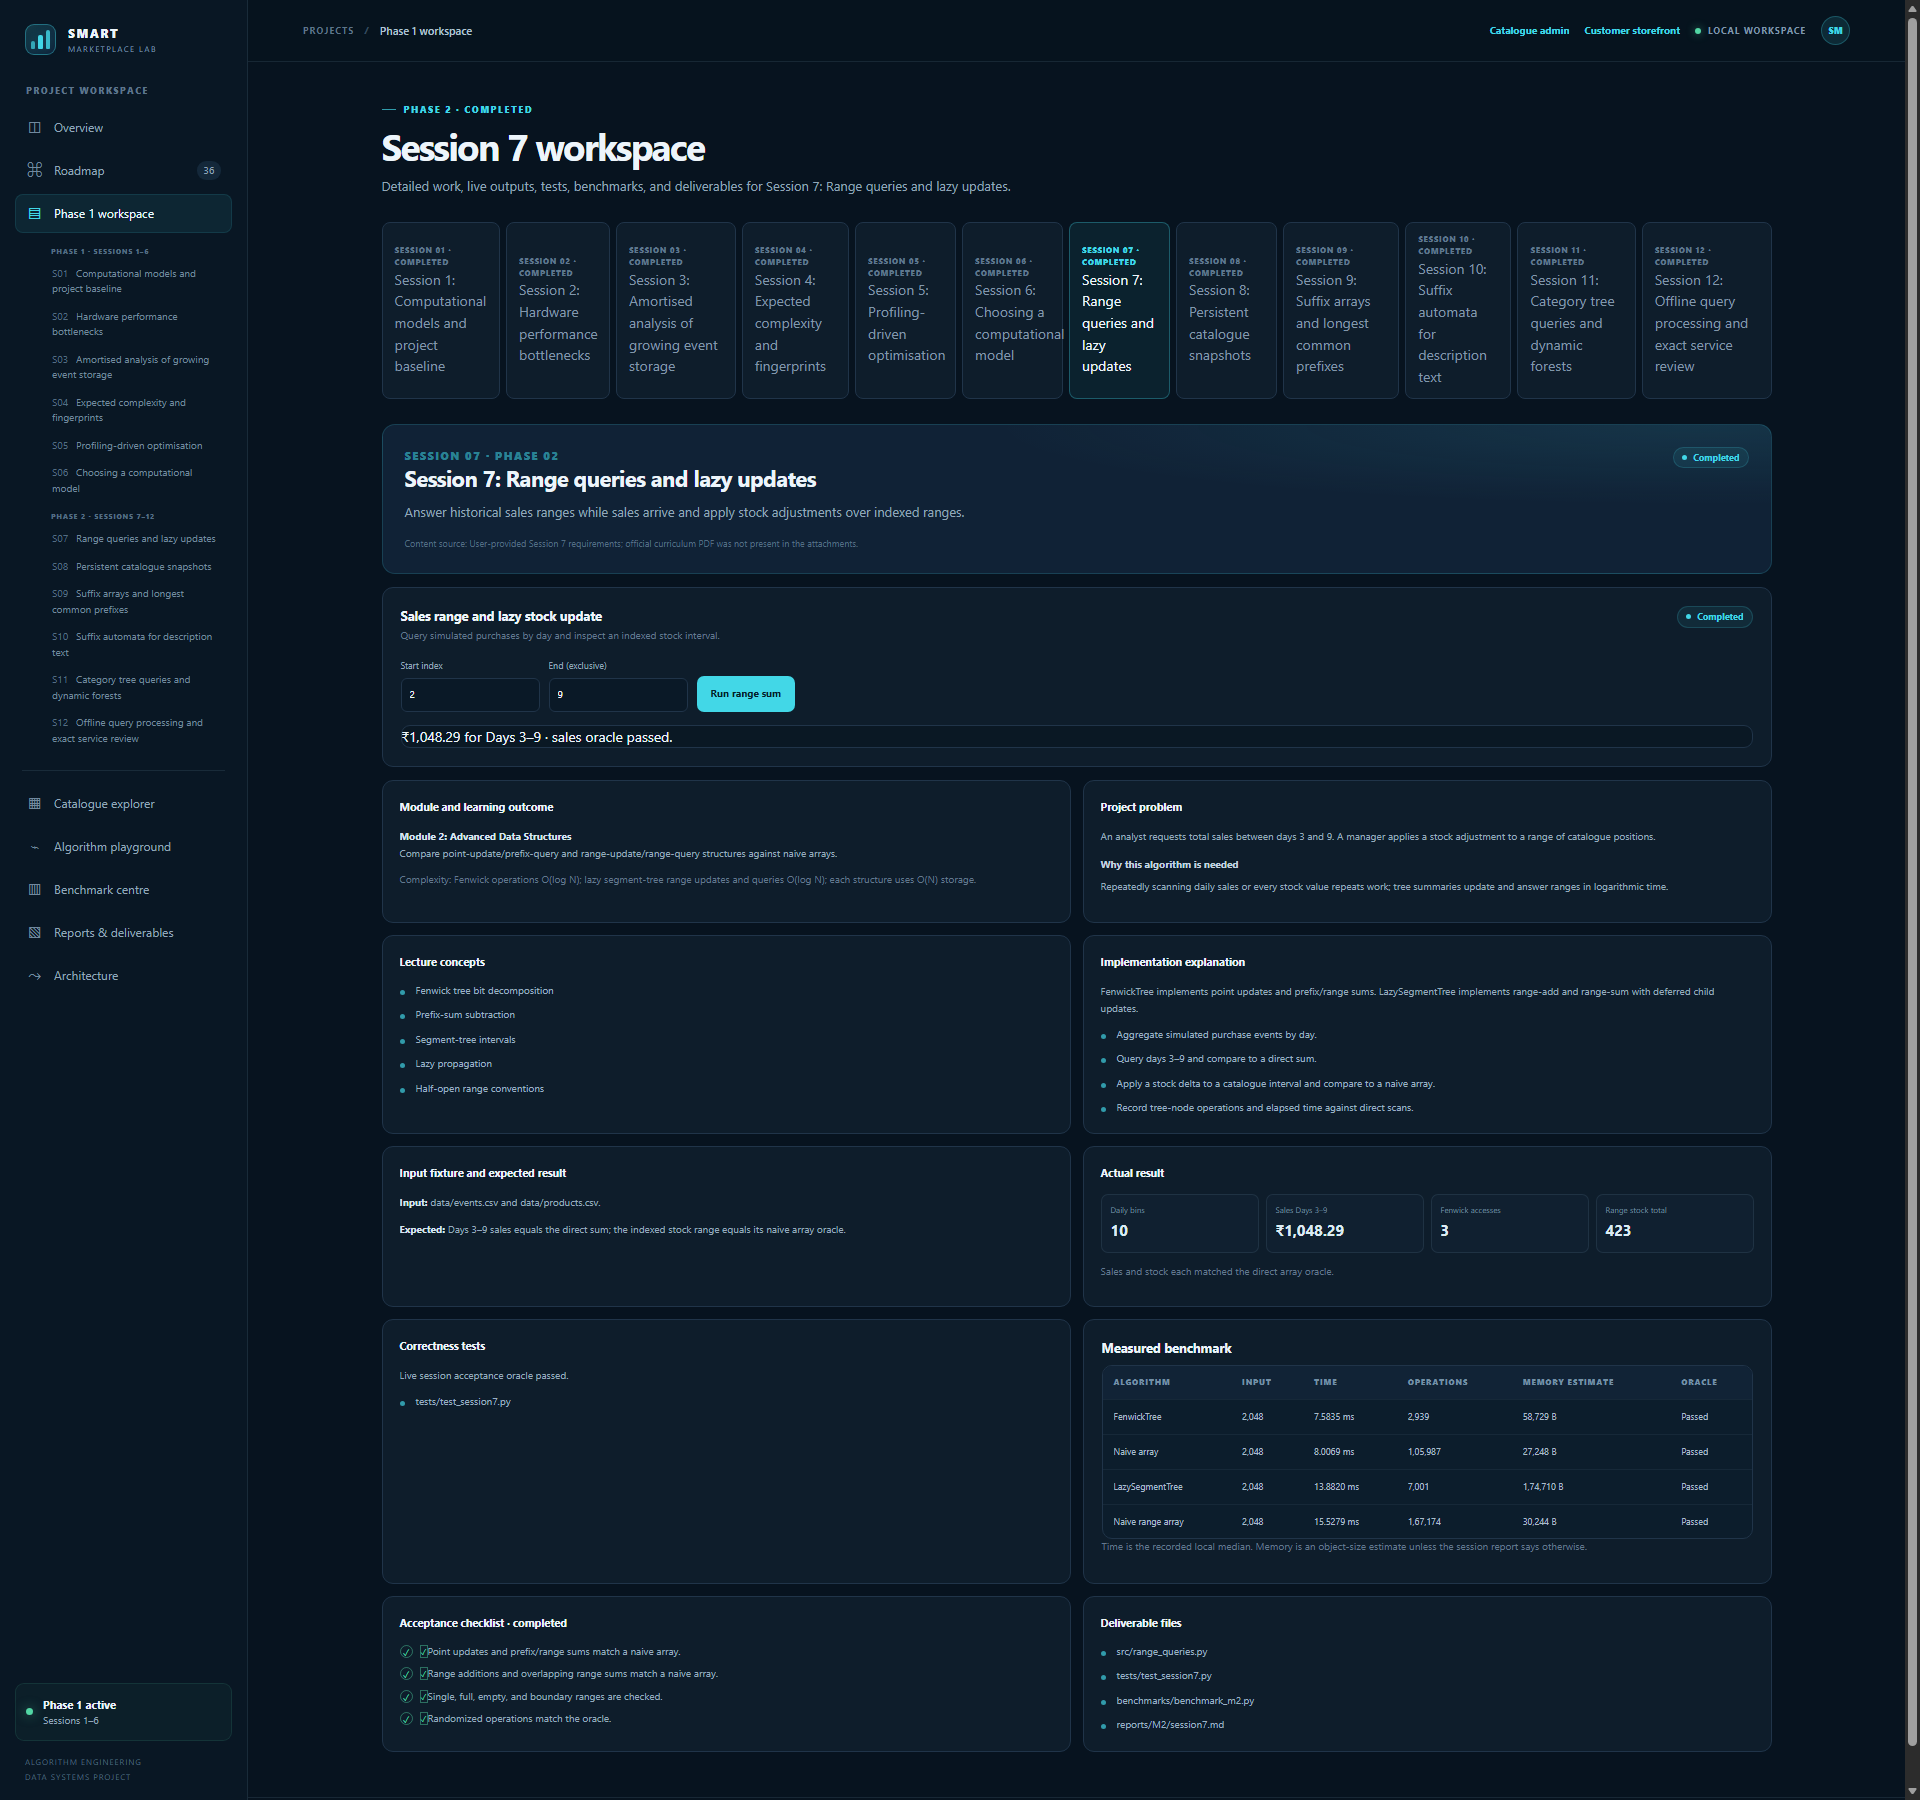 SMART
MARKETPLACE LAB
PROJECT WORKSPACE
Overview
Roadmap 36
Phase 1 workspace
PHASE 1 · SESSIONS 1–6
S01 Computational models and
project baseline
S02 Hardware performance
bottlenecks
S03 Amortised analysis of growing
event storage
S04 Expected complexity and
fingerprints
S05 Profiling-driven optimisation
S06 Choosing a computational
model
PHASE 2 · SESSIONS 7–12
S07 Range queries and lazy updates
S08 Persistent catalogue snapshots
S09 Suffix arrays and longest
common prefixes
S10 Suffix automata for description
text
S11 Category tree queries and
dynamic forests
S12 Offline query processing and
exact service review
Catalogue explorer
Algorithm playground
Benchmark centre
Reports & deliverables
Architecture
Phase 1 active
Sessions 1–6
ALGORITHM ENGINEERING
DATA SYSTEMS PROJECT
PROJECTS / Phase 1 workspace
Catalogue admin Customer storefront LOCAL WORKSPACE SM
PHASE 2 · COMPLETED
Session 7 workspace
Detailed work, live outputs, tests, benchmarks, and deliverables for Session 7: Range queries and lazy updates.
SESSION 01 ·
COMPLETED
Session 1:
Computational
models and
project
baseline
SESSION 02 ·
COMPLETED
Session 2:
Hardware
performance
bottlenecks
SESSION 03 ·
COMPLETED
Session 3:
Amortised
analysis of
growing event
storage
SESSION 04 ·
COMPLETED
Session 4:
Expected
complexity
and
fingerprints
SESSION 05 ·
COMPLETED
Session 5:
Profiling-
driven
optimisation
SESSION 06 ·
COMPLETED
Session 6:
Choosing a
computational
model
SESSION 07 ·
COMPLETED
Session 7:
Range
queries and
lazy
updates
SESSION 08 ·
COMPLETED
Session 8:
Persistent
catalogue
snapshots
SESSION 09 ·
COMPLETED
Session 9:
Suffix arrays
and longest
common
prefixes
SESSION 10 ·
COMPLETED
Session 10:
Suffix
automata
for
description
text
SESSION 11 ·
COMPLETED
Session 11:
Category tree
queries and
dynamic
forests
SESSION 12 ·
COMPLETED
Session 12:
Offline query
processing and
exact service
review
SESSION 07 · PHASE 02
Completed
Session 7: Range queries and lazy updates
Answer historical sales ranges while sales arrive and apply stock adjustments over indexed ranges.
Content source: User-provided Session 7 requirements; official curriculum PDF was not present in the attachments.
Sales range and lazy stock update
Completed
Query simulated purchases by day and inspect an indexed stock interval.
Start index End (exclusive)
2 9 Run range sum
₹1,048.29 for Days 3–9 · sales oracle passed.
Module and learning outcome
Module 2: Advanced Data Structures
Compare point-update/prefix-query and range-update/range-query structures against naive arrays.
Complexity: Fenwick operations O(log N); lazy segment-tree range updates and queries O(log N); each structure uses O(N) storage.
Project problem
An analyst requests total sales between days 3 and 9. A manager applies a stock adjustment to a range of catalogue positions.
Why this algorithm is needed
Repeatedly scanning daily sales or every stock value repeats work; tree summaries update and answer ranges in logarithmic time.
Lecture concepts
Fenwick tree bit decomposition
Prefix-sum subtraction
Segment-tree intervals
Lazy propagation
Half-open range conventions
Implementation explanation
FenwickTree implements point updates and prefix/range sums. LazySegmentTree implements range-add and range-sum with deferred child
updates.
Aggregate simulated purchase events by day.
Query days 3–9 and compare to a direct sum.
Apply a stock delta to a catalogue interval and compare to a naive array.
Record tree-node operations and elapsed time against direct scans.
Input fixture and expected result
Input: data/events.csv and data/products.csv.
Expected: Days 3–9 sales equals the direct sum; the indexed stock range equals its naive array oracle.
Actual result
Daily bins
10
Sales Days 3–9
₹1,048.29
Fenwick accesses
3
Range stock total
423
Sales and stock each matched the direct array oracle.
Correctness tests
Live session acceptance oracle passed.
tests/test_session7.py
Measured benchmark
ALGORITHM INPUT TIME OPERATIONS MEMORY ESTIMATE ORACLE
FenwickTree 2,048 7.5835 ms 2,939 58,729 B Passed
Naive array 2,048 8.0069 ms 1,05,987 27,248 B Passed
LazySegmentTree 2,048 13.8820 ms 7,001 1,74,710 B Passed
Naive range array 2,048 15.5279 ms 1,67,174 30,244 B Passed
Time is the recorded local median. Memory is an object-size estimate unless the session report says otherwise.
Acceptance checklist · completed
✓ ✓Point updates and prefix/range sums match a naive array.
✓ ✓Range additions and overlapping range sums match a naive array.
✓ ✓Single, full, empty, and boundary ranges are checked.
✓ ✓Randomized operations match the oracle.
Deliverable files
src/range_queries.py
tests/test_session7.py
benchmarks/benchmark_m2.py
reports/M2/session7.md